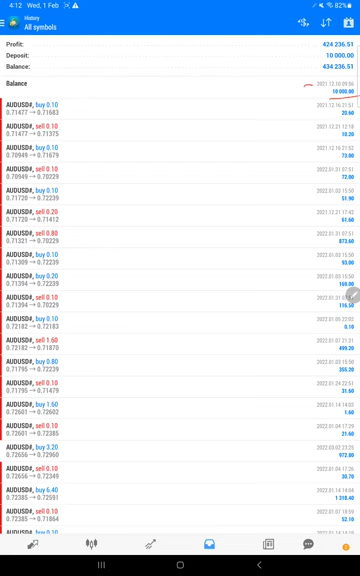 4:12 Wed, 1 Feb 82%
History
All symbols
Profit: 424 236.51
Deposit: 10 000.00
Balance: 434 236.51
Balance 2021.12.10 09:56
10 000.00
AUDUSD#, buy 0.10 2021.12.16 21:51
0.71477 → 0.71683 20.60
AUDUSD#, sell 0.10 2021.12.21 12:18
0.71477 → 0.71375 10.20
AUDUSD#, buy 0.10 2021.12.16 21:52
0.70949 → 0.71679 73.00
AUDUSD#, sell 0.10 2022.01.31 07:51
0.70949 → 0.70229 72.00
AUDUSD#, buy 0.10 2022.01.03 15:50
0.71720 → 0.72239 51.90
AUDUSD#, sell 0.20 2021.12.21 17:42
0.71720 → 0.71412 61.60
AUDUSD#, sell 0.80 2022.01.31 07:51
0.71321 → 0.70229 873.60
AUDUSD#, buy 0.10 2022.01.03 15:50
0.71309 → 0.72239 93.00
AUDUSD#, buy 0.20 2022.01.03 15:50
0.71394 → 0.72239 169.00
AUDUSD#, sell 0.10
0.71394 → 0.70229 116.50
AUDUSD#, buy 0.10 2022.01.05 22:02
0.72182 → 0.72183 0.10
AUDUSD#, sell 1.60 2022.01.07 21:31
0.72182 → 0.71870 499.20
AUDUSD#, buy 0.80 2022.01.03 15:50
0.71795 → 0.72239 355.20
AUDUSD#, sell 0.10 2022.01.24 22:51
0.71795 → 0.71479 31.60
AUDUSD#, buy 1.60 2022.01.14 14:03
0.72601 → 0.72602 1.60
AUDUSD#, sell 0.10 2022.01.04 17:29
0.72601 → 0.72385 21.60
AUDUSD#, buy 3.20 2022.03.02 22:25
0.72656 → 0.72960 972.80
AUDUSD#, sell 0.10 2022.01.04 17:26
0.72656 → 0.72349 30.70
AUDUSD#, buy 6.40 2022.01.14 14:04
0.72385 → 0.72591 1 318.40
AUDUSD#, sell 0.10 2022.01.07 18:59
0.72385 → 0.71864 52.10
AUDUSD#, buy 0.10
2